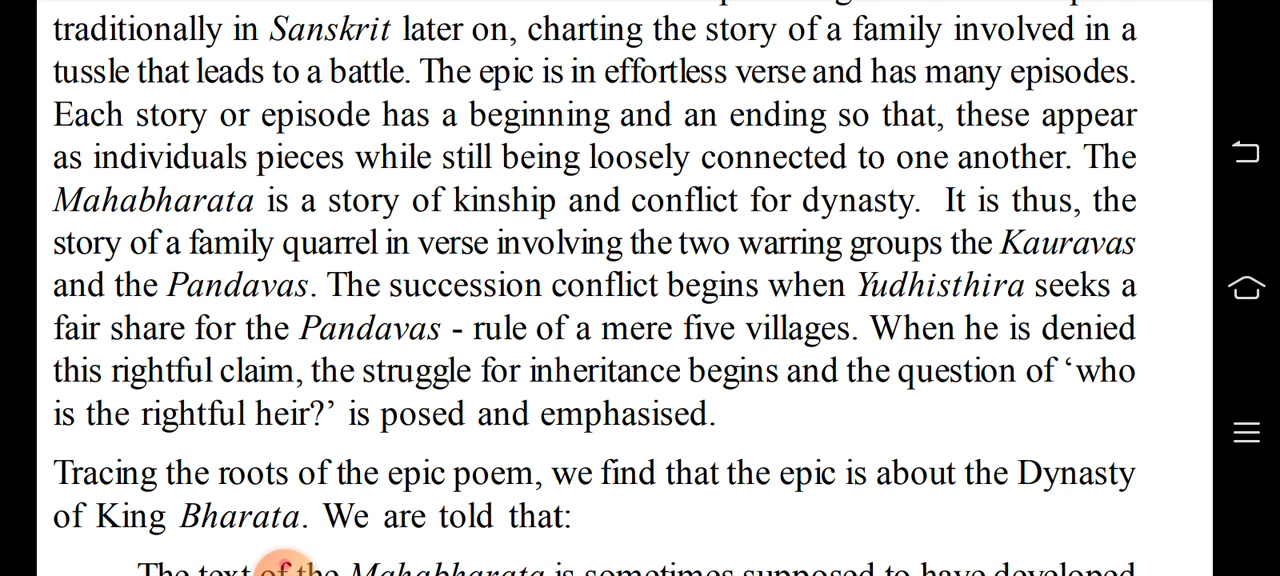 traditionally in Sanskrit later on, charting the story of a family involved in a
tussle that leads to a battle. The epic is in effortless verse and has many episodes.
Each story or episode has a beginning and an ending so that, these appear
as individuals pieces while still being loosely connected to one another. The
Mahabharata is a story of kinship and conflict for dynasty.  It is thus, the
story of a family quarrel in verse involving the two warring groups the Kauravas
and the Pandavas. The succession conflict begins when Yudhisthira seeks a
fair share for the Pandavas - rule of a mere five villages. When he is denied
this rightful claim, the struggle for inheritance begins and the question of ‘who
is the rightful heir?’ is posed and emphasised.
Tracing the roots of the epic poem, we find that the epic is about the Dynasty
of King Bharata. We are told that:
The text of the Mahabharata is sometimes supposed to have developed